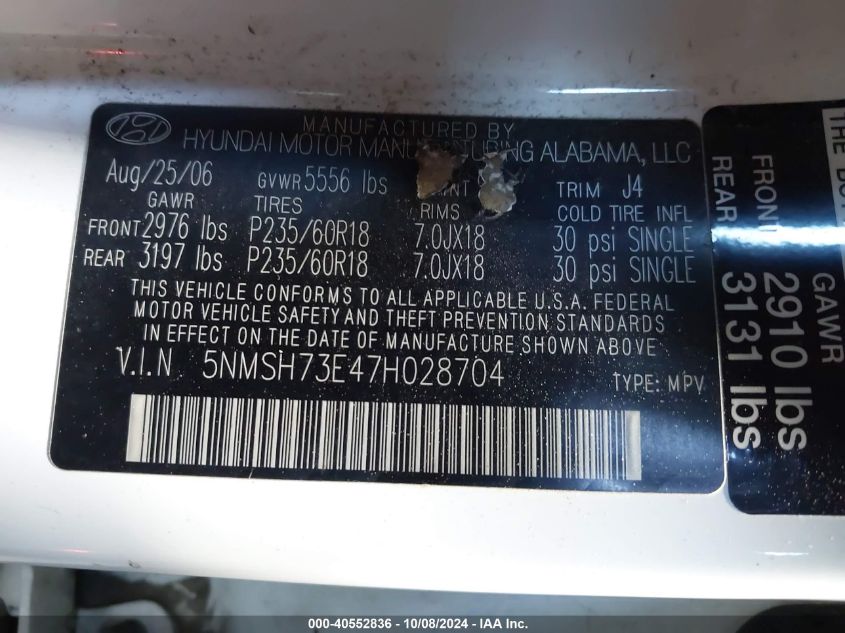 MANUFACTURED BY
HYUNDAI MOTOR MANUFACTURING ALABAMA, LLC
Aug/25/06 GVWR 5556 lbs TRIM J4
GAWR TIRES RIMS COLD TIRE INFL
FRONT 2976 lbs P235/60R18 7.0JX18 30 psi SINGLE
REAR 3197 lbs P235/60R18 7.0JX18 30 psi SINGLE
THIS VEHICLE CONFORMS TO ALL APPLICABLE U.S.A. FEDERAL
MOTOR VEHICLE SAFETY AND THEFT PREVENTION STANDARDS
IN EFFECT ON THE DATE OF MANUFACTURE SHOWN ABOVE.
V.I.N 5NMSH73E47H028704 TYPE: MPV
THE
GAWR
FRONT 2910 lbs
REAR 3131 lbs
000-40552836 - 10/08/2024 - IAA Inc.